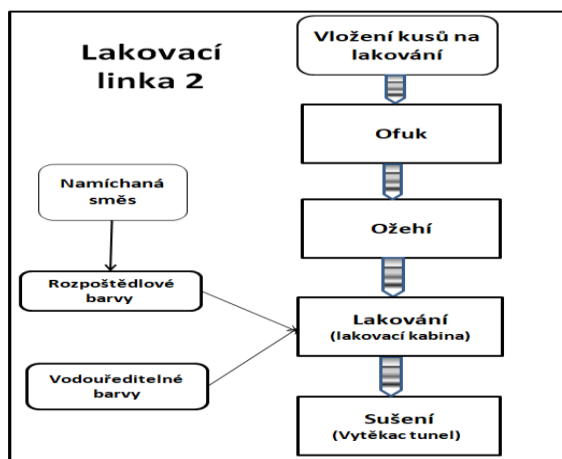 Lakovací
linka 2
Vložení kusů na
lakování
Ofuk
Namíchaná
směs
Ožehí
Rozpoštědlové
barvy
Lakování
(lakovací kabina)
Vodouředitelné
barvy
Sušení
(Vytěkac tunel)